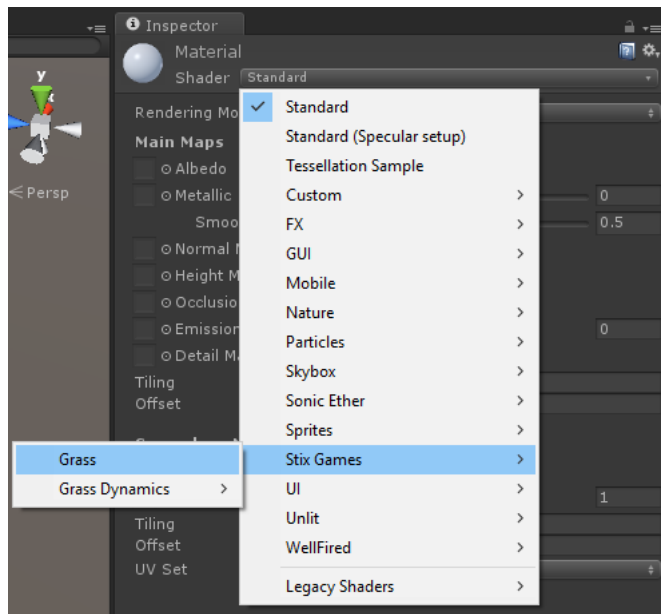 Inspector
Material
Shader Standard
y
Persp
Rendering Mo
Main Maps
Albedo
Metallic 0
Smoo 0.5
Normal
Height M
Occlusio
Emission 0
Detail M
Tiling
Offset
1
Tiling
Offset
UV Set
Standard
Standard (Specular setup)
Tessellation Sample
Custom
FX
GUI
Mobile
Nature
Particles
Skybox
Sonic Ether
Sprites
Stix Games
UI
Unlit
WellFired
Legacy Shaders
Grass
Grass Dynamics